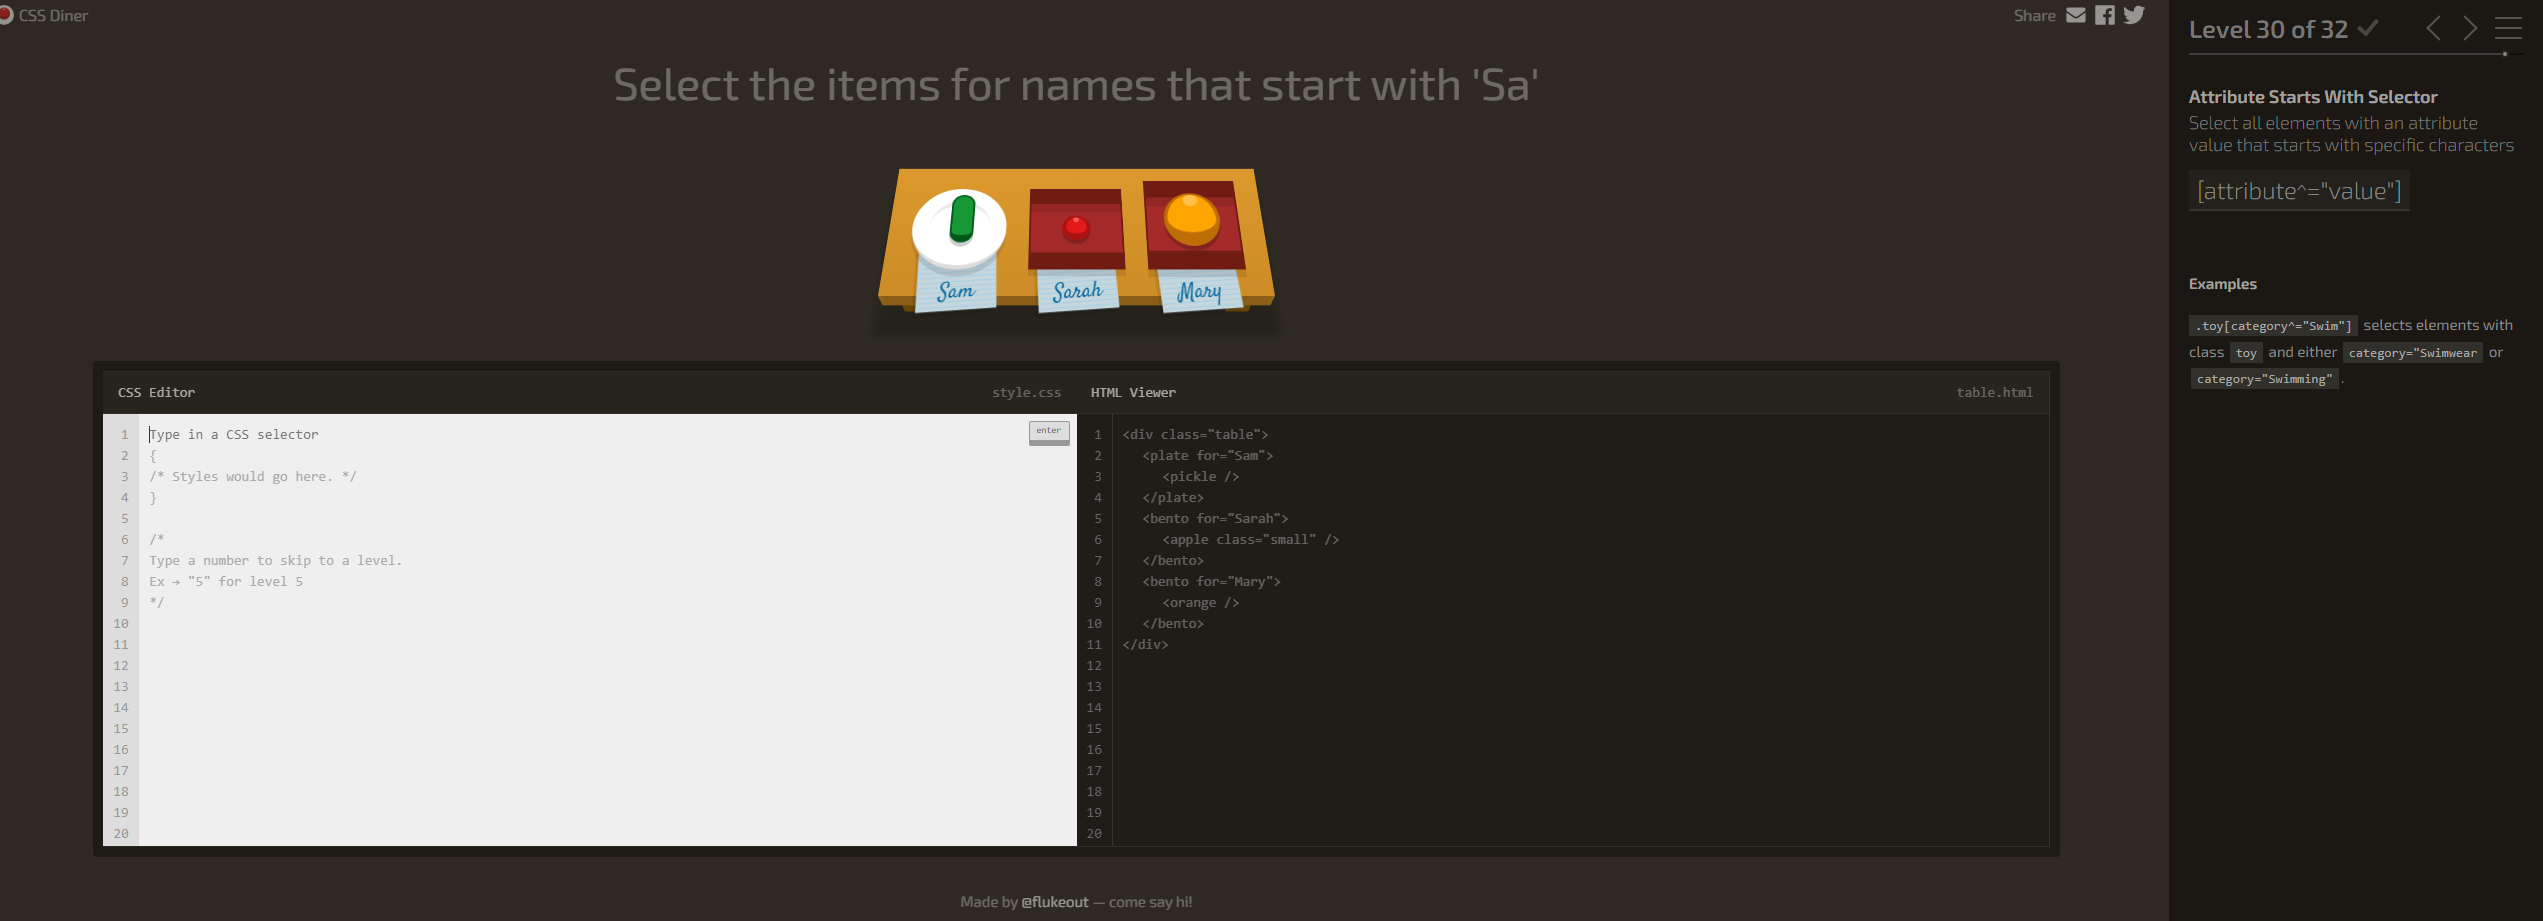 CSS Diner
Share
Select the items for names that start with 'Sa'
Sam
Sarah
Mary
CSS Editor
style.css
1 Type in a CSS selector
enter
2 {
3 /* Styles would go here. */
4 }
5
6 /*
7 Type a number to skip to a level.
8 Ex → "5" for level 5
9 */
10
11
12
13
14
15
16
17
18
19
20
HTML Viewer
table.html
1 <div class="table">
2 <plate for="Sam">
3 <pickle />
4 </plate>
5 <bento for="Sarah">
6 <apple class="small" />
7 </bento>
8 <bento for="Mary">
9 <orange />
10 </bento>
11 </div>
12
13
14
15
16
17
18
19
20
Made by @flukeout — come say hi!
Level 30 of 32
Attribute Starts With Selector
Select all elements with an attribute
value that starts with specific characters
[attribute^="value"]
Examples
.toy[category^="Swim"] selects elements with
class toy and either category="Swimwear or
category="Swimming" .